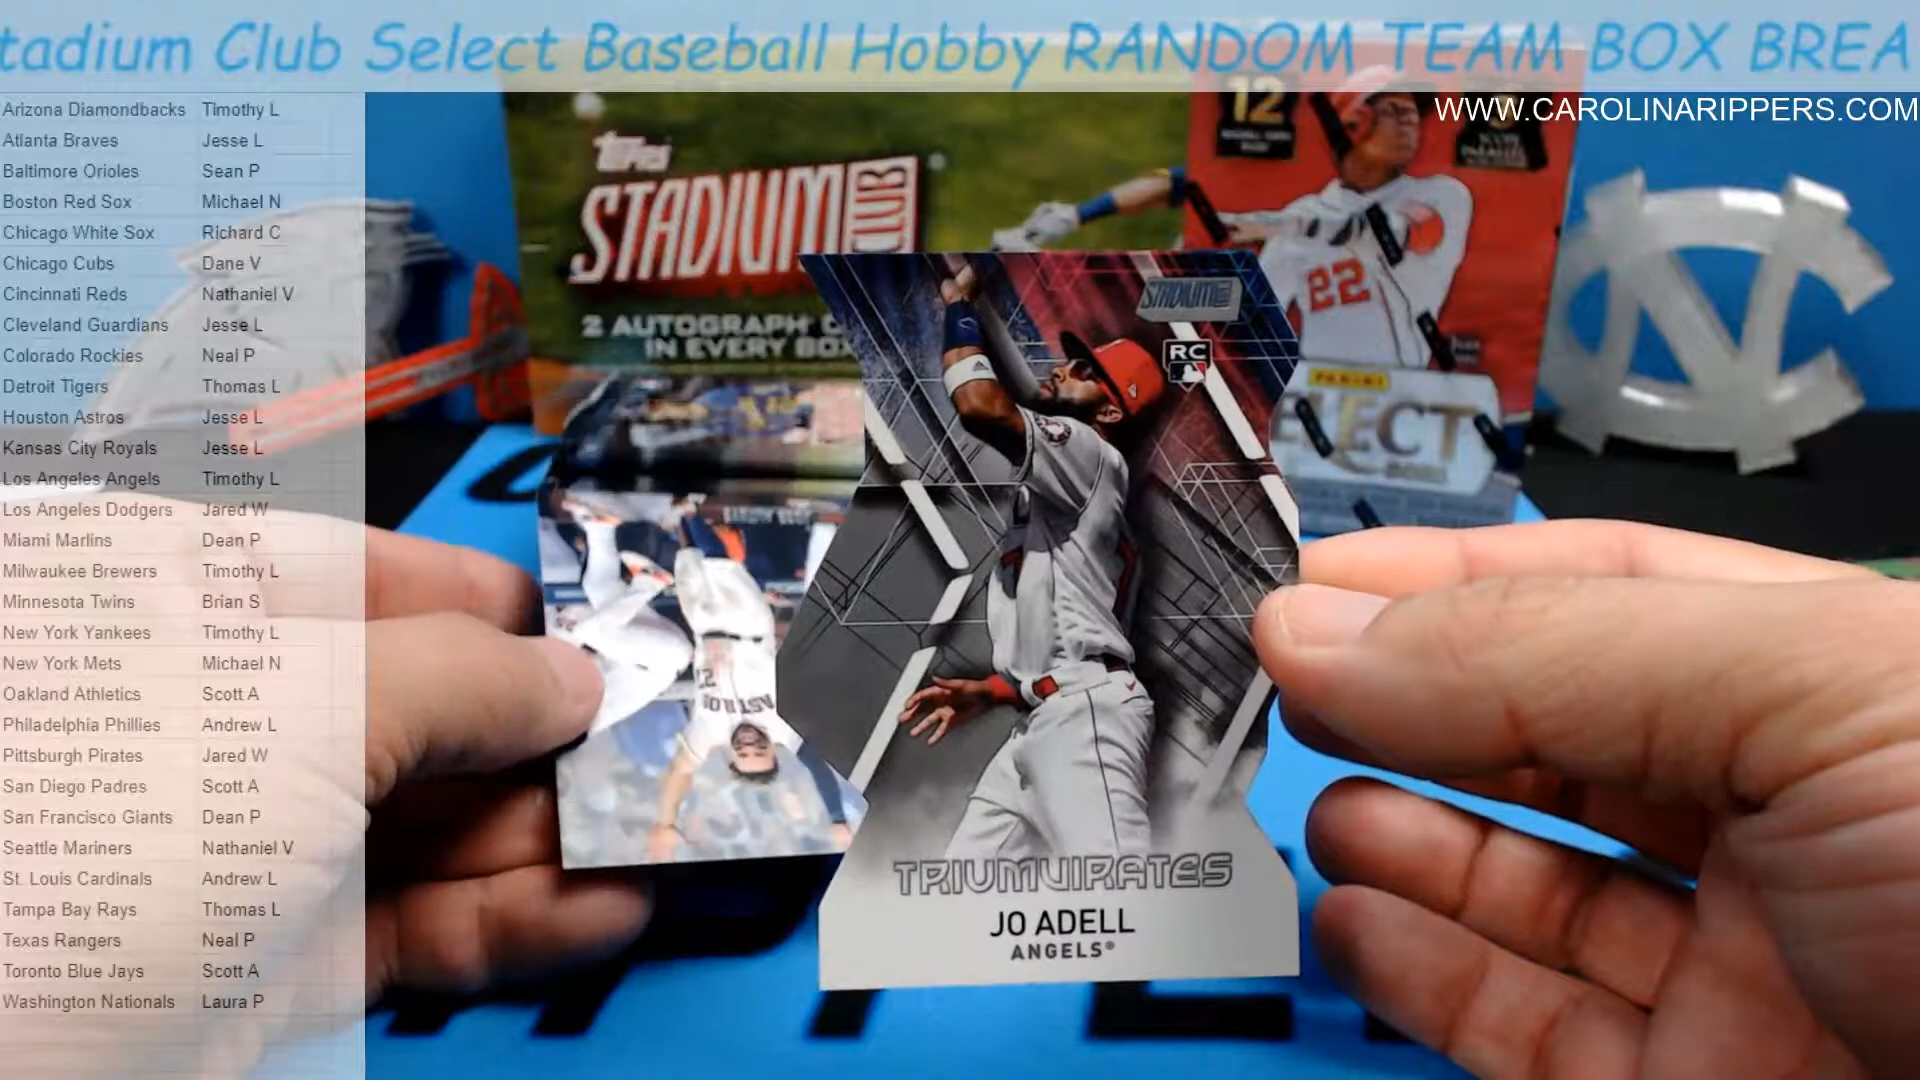 tadium Club Select Baseball Hobby RANDOM TEAM BOX BREA
WWW.CAROLINARIPPERS.COM
Arizona Diamondbacks Timothy L
Atlanta Braves Jesse L
Baltimore Orioles Sean P
Boston Red Sox Michael N
Chicago White Sox Richard C
Chicago Cubs Dane V
Cincinnati Reds Nathaniel V
Cleveland Guardians Jesse L
Colorado Rockies Neal P
Detroit Tigers Thomas L
Houston Astros Jesse L
Kansas City Royals Jesse L
Los Angeles Angels Timothy L
Los Angeles Dodgers Jared W
Miami Marlins Dean P
Milwaukee Brewers Timothy L
Minnesota Twins Brian S
New York Yankees Timothy L
New York Mets Michael N
Oakland Athletics Scott A
Philadelphia Phillies Andrew L
Pittsburgh Pirates Jared W
San Diego Padres Scott A
San Francisco Giants Dean P
Seattle Mariners Nathaniel V
St. Louis Cardinals Andrew L
Tampa Bay Rays Thomas L
Texas Rangers Neal P
Toronto Blue Jays Scott A
Washington Nationals Laura P
Topps
STADIUM CLUB
2 AUTOGRAPH C
IN EVERY BOX
12
22
PANINI
ELECT
NC
STADIUM
RC
TRIUMVIRATES
JO ADELL
ANGELS®